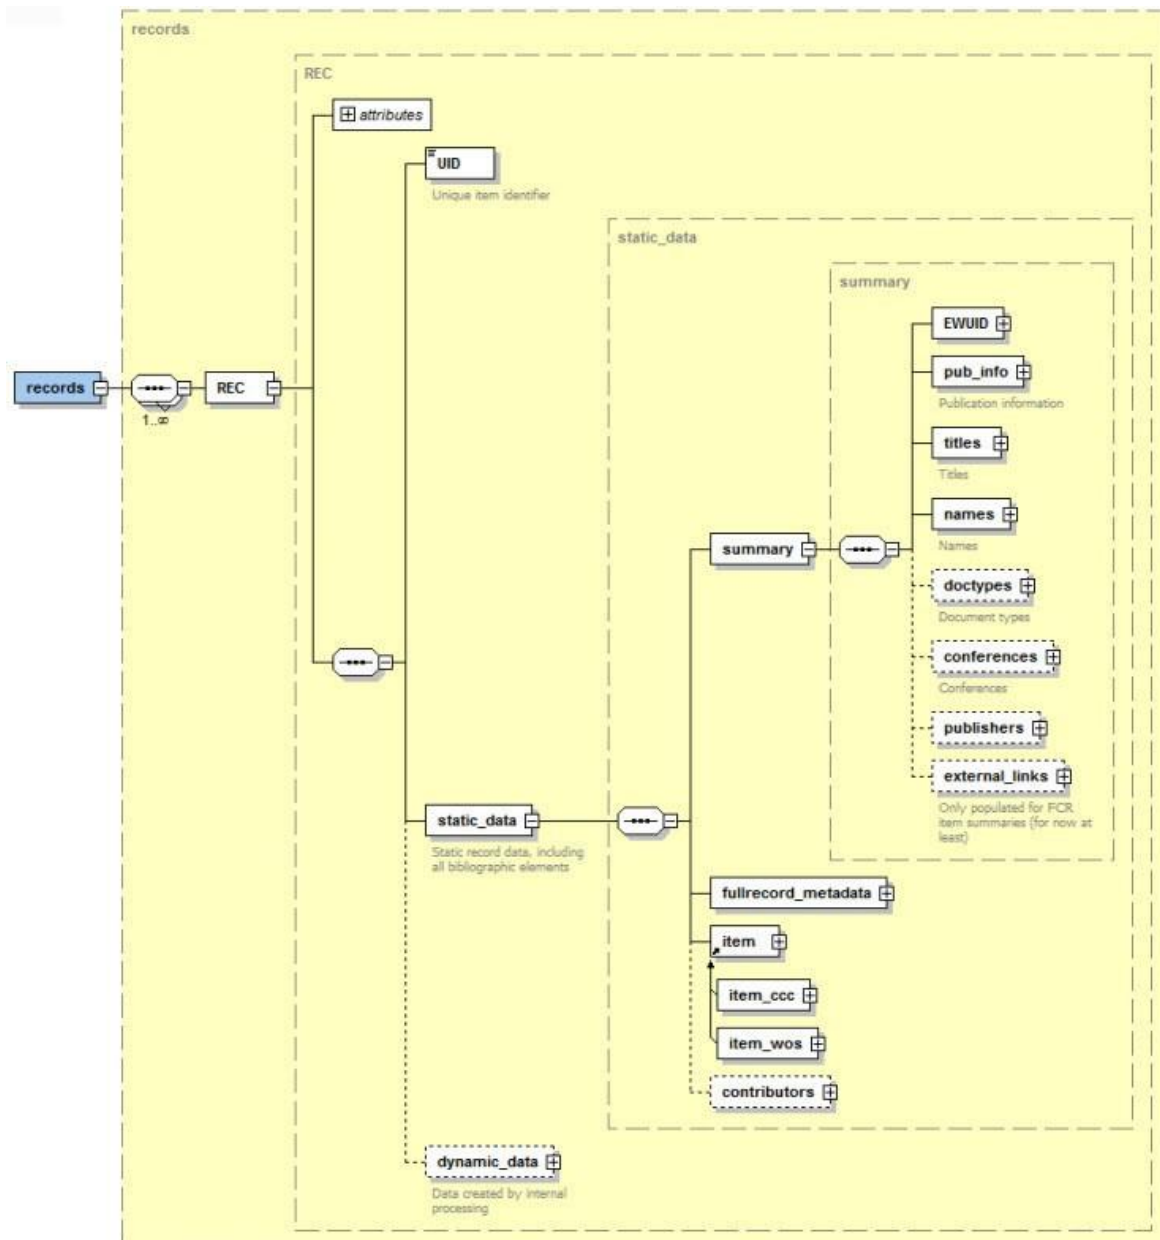 records
REC
attributes
UID
Unique item identifier
static_data
summary
EWUID
pub_info
Publication information
records
REC
1..∞
titles
Titles
names
Names
summary
doctypes
Document types
conferences
Conferences
publishers
external_links
Only populated for FCR
item summaries (for now at
least)
static_data
Static record data, including
all bibliographic elements
fullrecord_metadata
item
item_ccc
item_wos
contributors
dynamic_data
Data created by internal
processing